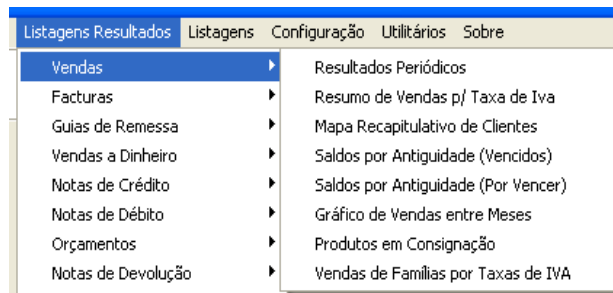 Listagens Resultados Listagens Configuração Utilitários Sobre
Vendas
Facturas
Guias de Remessa
Vendas a Dinheiro
Notas de Crédito
Notas de Débito
Orçamentos
Notas de Devolução
Resultados Periódicos
Resumo de Vendas p/ Taxa de Iva
Mapa Recapitulativo de Clientes
Saldos por Antiguidade (Vencidos)
Saldos por Antiguidade (Por Vencer)
Gráfico de Vendas entre Meses
Produtos em Consignação
Vendas de Famílias por Taxas de IVA